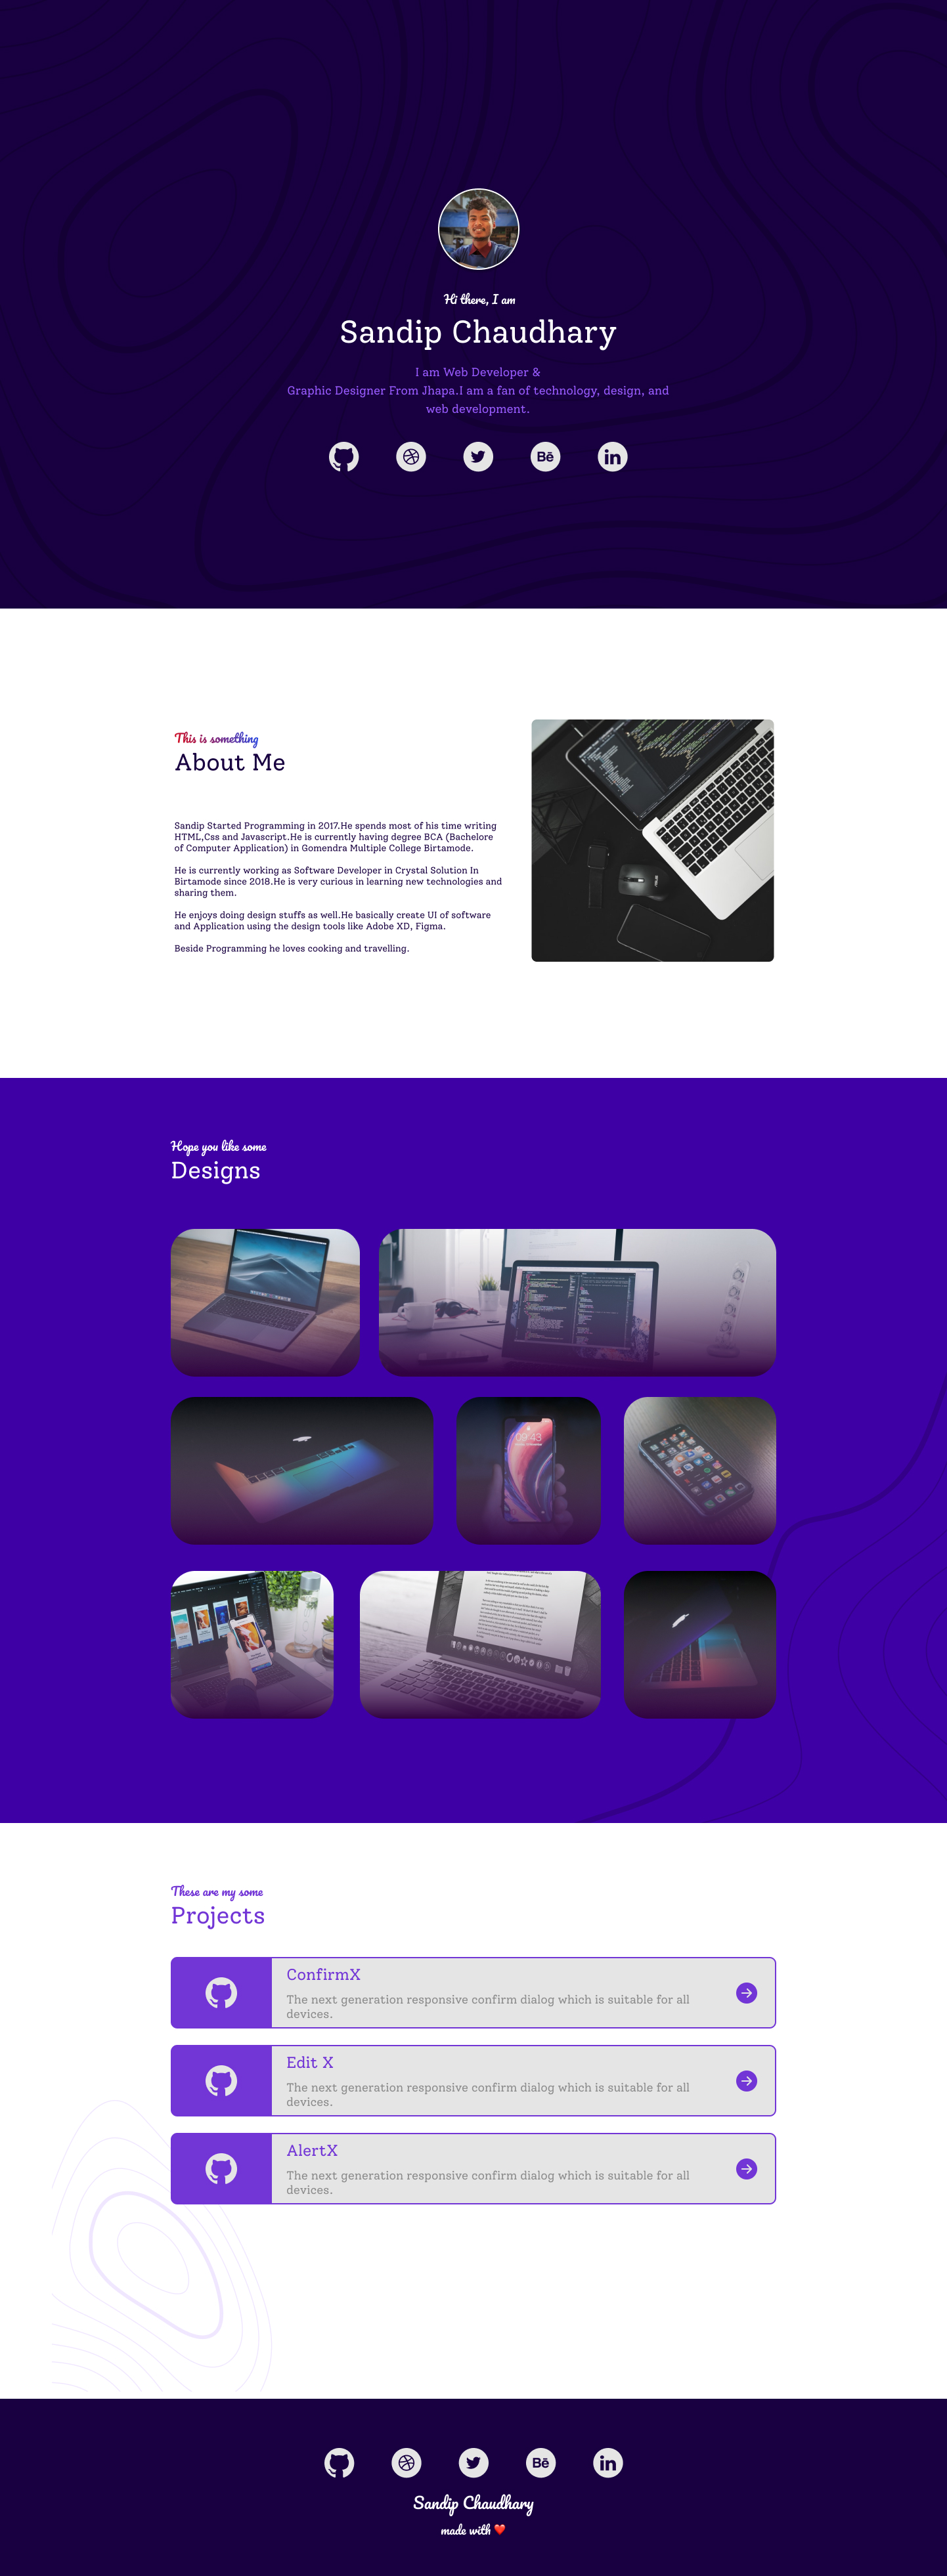 Hi there, I am
Sandip Chaudhary
I am Web Developer &
Graphic Designer From Jhapa.I am a fan of technology, design, and
web development.
Bē
in
This is something
About Me
Sandip Started Programming in 2017.He spends most of his time writing
HTML,Css and Javascript.He is currently having degree BCA (Bachelore
of Computer Application) in Gomendra Multiple College Birtamode.
He is currently working as Software Developer in Crystal Solution In
Birtamode since 2018.He is very curious in learning new technologies and
sharing them.
He enjoys doing design stuffs as well.He basically create UI of software
and Application using the design tools like Adobe XD, Figma.
Beside Programming he loves cooking and travelling.
Hope you like some
Designs
09:43
These are my some
Projects
ConfirmX
The next generation responsive confirm dialog which is suitable for all
devices.
Edit X
The next generation responsive confirm dialog which is suitable for all
devices.
AlertX
The next generation responsive confirm dialog which is suitable for all
devices.
Bē
in
Sandip Chaudhary
made with ❤️